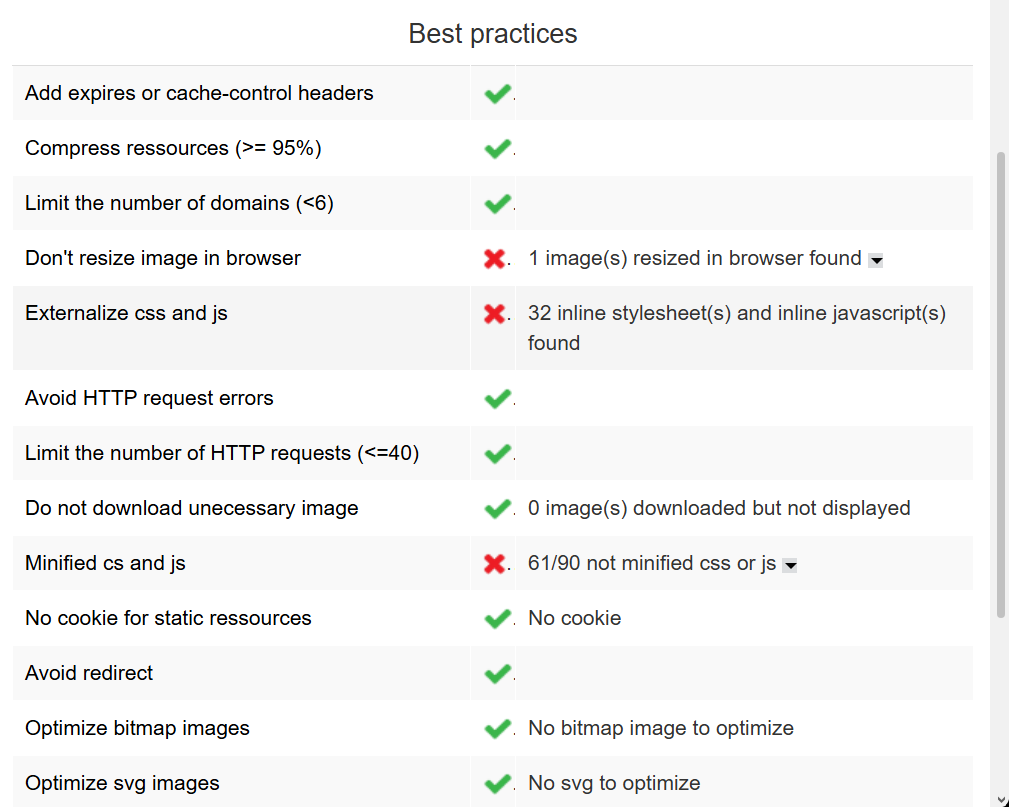 Best practices
Add expires or cache-control headers
Compress ressources (>= 95%)
Limit the number of domains (<6)
Don't resize image in browser 1 image(s) resized in browser found
Externalize css and js 32 inline stylesheet(s) and inline javascript(s)
found
Avoid HTTP request errors
Limit the number of HTTP requests (<=40)
Do not download unecessary image 0 image(s) downloaded but not displayed
Minified cs and js 61/90 not minified css or js
No cookie for static ressources No cookie
Avoid redirect
Optimize bitmap images No bitmap image to optimize
Optimize svg images No svg to optimize